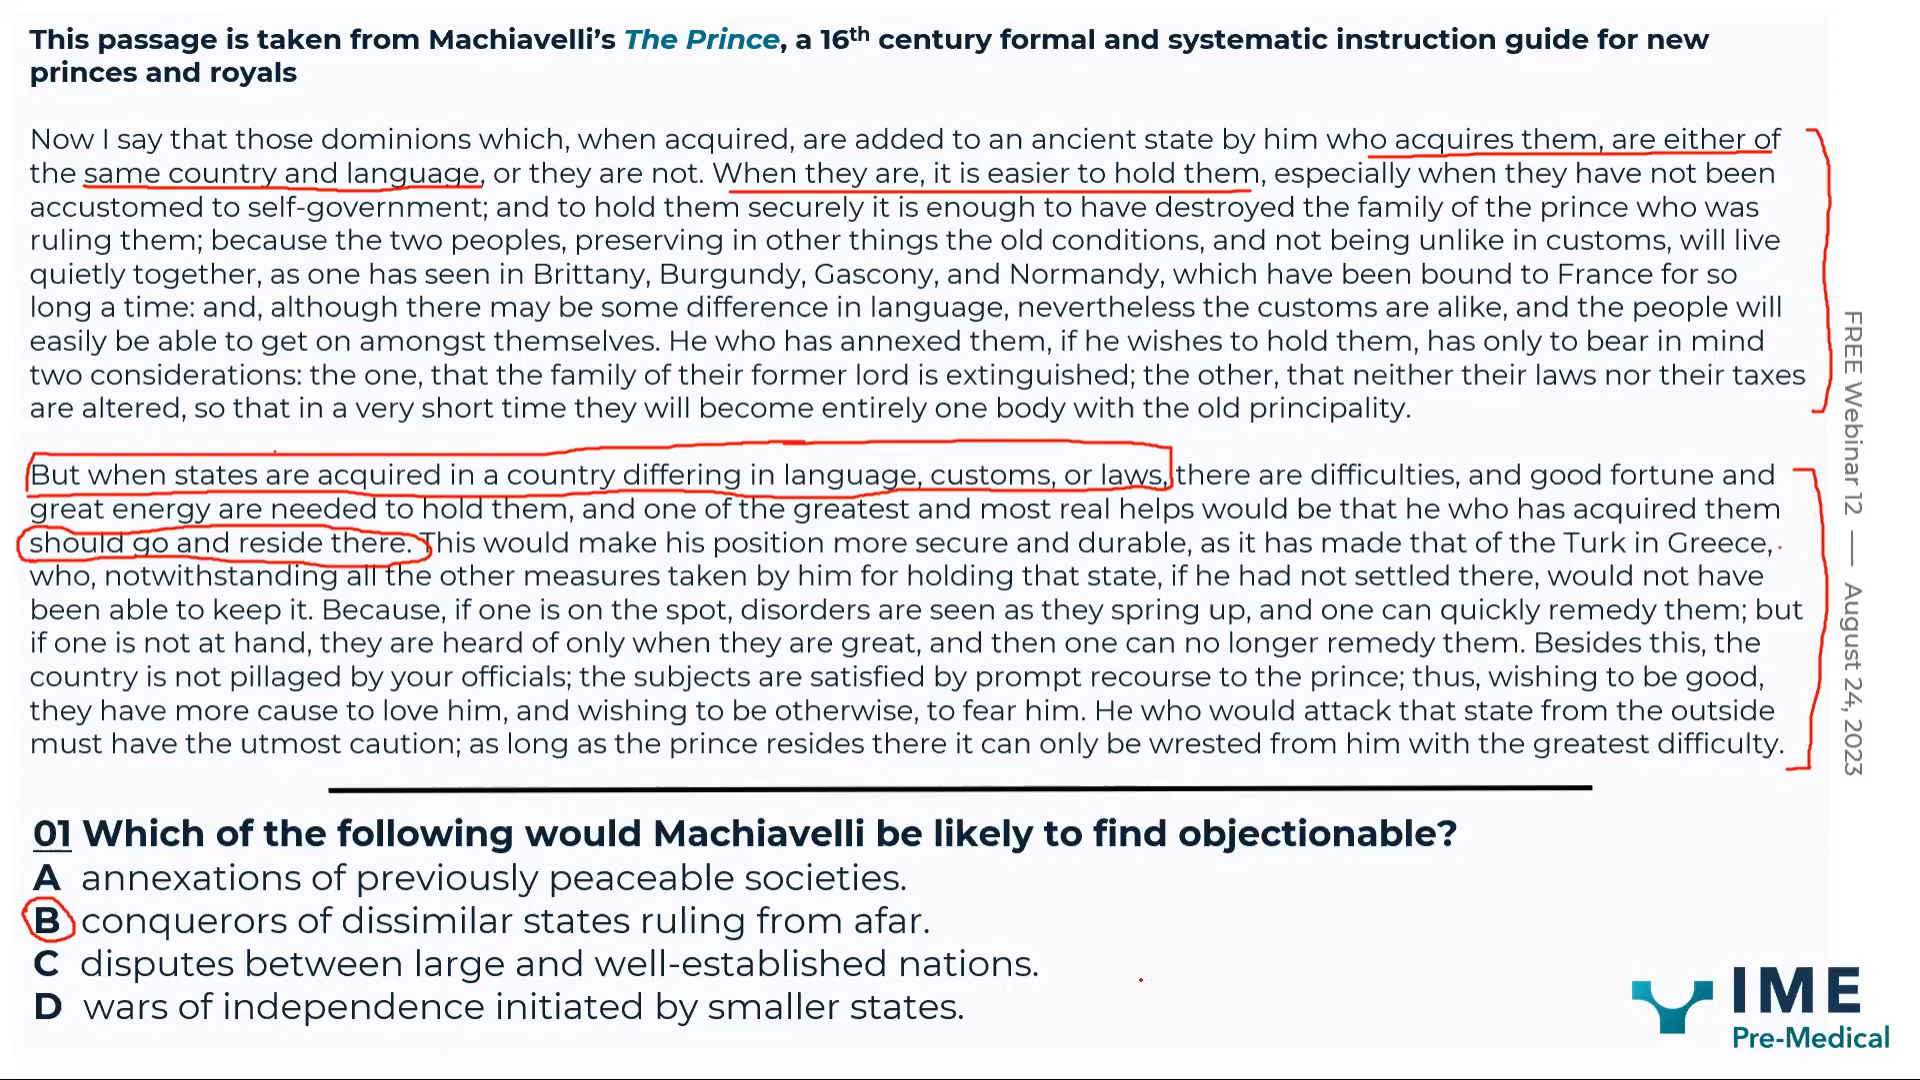 This passage is taken from Machiavelli’s The Prince, a 16th century formal and systematic instruction guide for new
princes and royals
Now I say that those dominions which, when acquired, are added to an ancient state by him who acquires them, are either of
the same country and language, or they are not. When they are, it is easier to hold them, especially when they have not been
accustomed to self-government; and to hold them securely it is enough to have destroyed the family of the prince who was
ruling them; because the two peoples, preserving in other things the old conditions, and not being unlike in customs, will live
quietly together, as one has seen in Brittany, Burgundy, Gascony, and Normandy, which have been bound to France for so
long a time: and, although there may be some difference in language, nevertheless the customs are alike, and the people will
easily be able to get on amongst themselves. He who has annexed them, if he wishes to hold them, has only to bear in mind
two considerations: the one, that the family of their former lord is extinguished; the other, that neither their laws nor their taxes
are altered, so that in a very short time they will become entirely one body with the old principality.
But when states are acquired in a country differing in language, customs, or laws, there are difficulties, and good fortune and
great energy are needed to hold them, and one of the greatest and most real helps would be that he who has acquired them
should go and reside there. This would make his position more secure and durable, as it has made that of the Turk in Greece,
who, notwithstanding all the other measures taken by him for holding that state, if he had not settled there, would not have
been able to keep it. Because, if one is on the spot, disorders are seen as they spring up, and one can quickly remedy them; but
if one is not at hand, they are heard of only when they are great, and then one can no longer remedy them. Besides this, the
country is not pillaged by your officials; the subjects are satisfied by prompt recourse to the prince; thus, wishing to be good,
they have more cause to love him, and wishing to be otherwise, to fear him. He who would attack that state from the outside
must have the utmost caution; as long as the prince resides there it can only be wrested from him with the greatest difficulty.
01 Which of the following would Machiavelli be likely to find objectionable?
A annexations of previously peaceable societies.
B conquerors of dissimilar states ruling from afar.
C disputes between large and well-established nations.
D wars of independence initiated by smaller states.
FREE Webinar 12 — August 24, 2023
IME
Pre-Medical